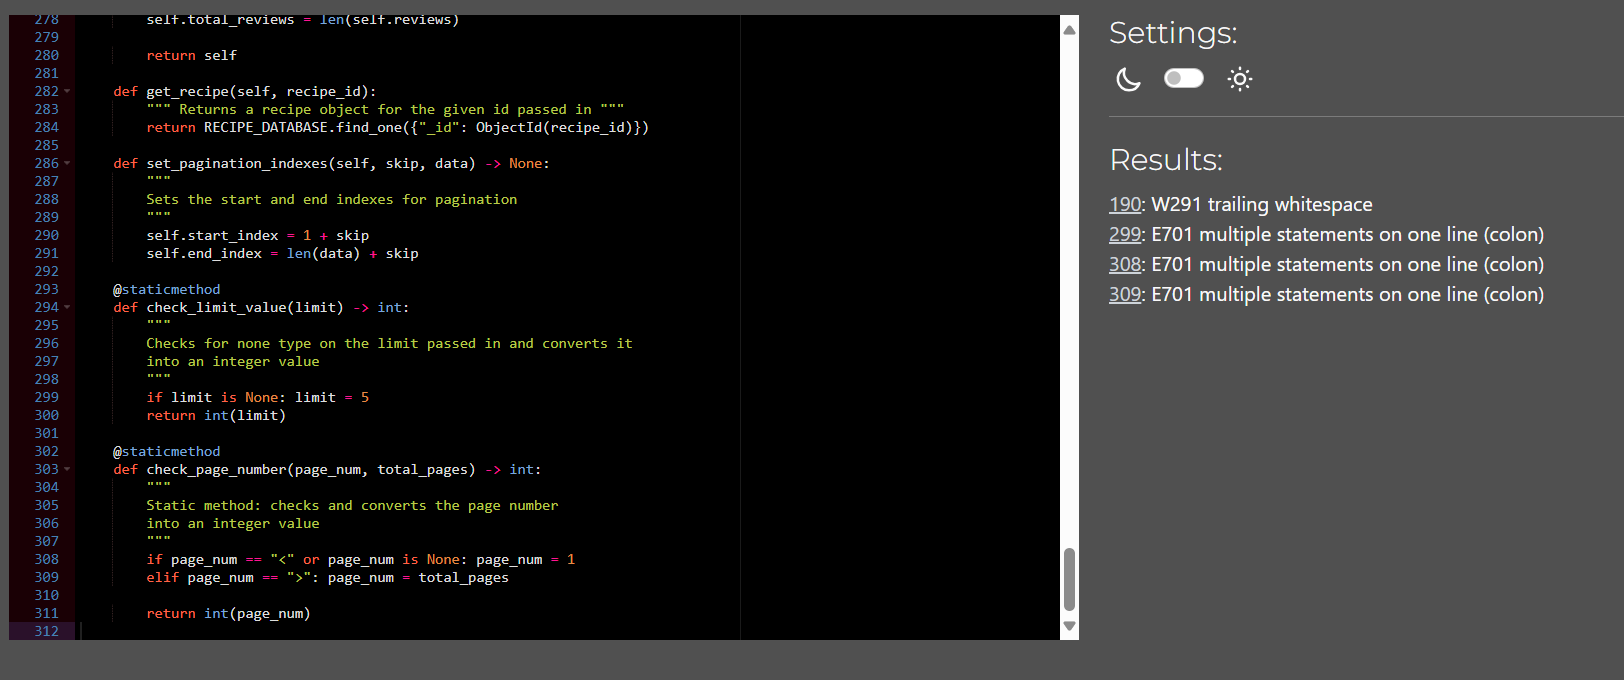 278 self.total_reviews = len(self.reviews)
279
280 return self
281
282 def get_recipe(self, recipe_id):
283 """ Returns a recipe object for the given id passed in """
284 return RECIPE_DATABASE.find_one({"_id": ObjectId(recipe_id)})
285
286 def set_pagination_indexes(self, skip, data) -> None:
287 """
288 Sets the start and end indexes for pagination
289 """
290 self.start_index = 1 + skip
291 self.end_index = len(data) + skip
292
293 @staticmethod
294 def check_limit_value(limit) -> int:
295 """
296 Checks for none type on the limit passed in and converts it
297 into an integer value
298 """
299 if limit is None: limit = 5
300 return int(limit)
301
302 @staticmethod
303 def check_page_number(page_num, total_pages) -> int:
304 """
305 Static method: checks and converts the page number
306 into an integer value
307 """
308 if page_num == "<" or page_num is None: page_num = 1
309 elif page_num == ">": page_num = total_pages
310
311 return int(page_num)
312
Settings:
Results:
190: W291 trailing whitespace
299: E701 multiple statements on one line (colon)
308: E701 multiple statements on one line (colon)
309: E701 multiple statements on one line (colon)